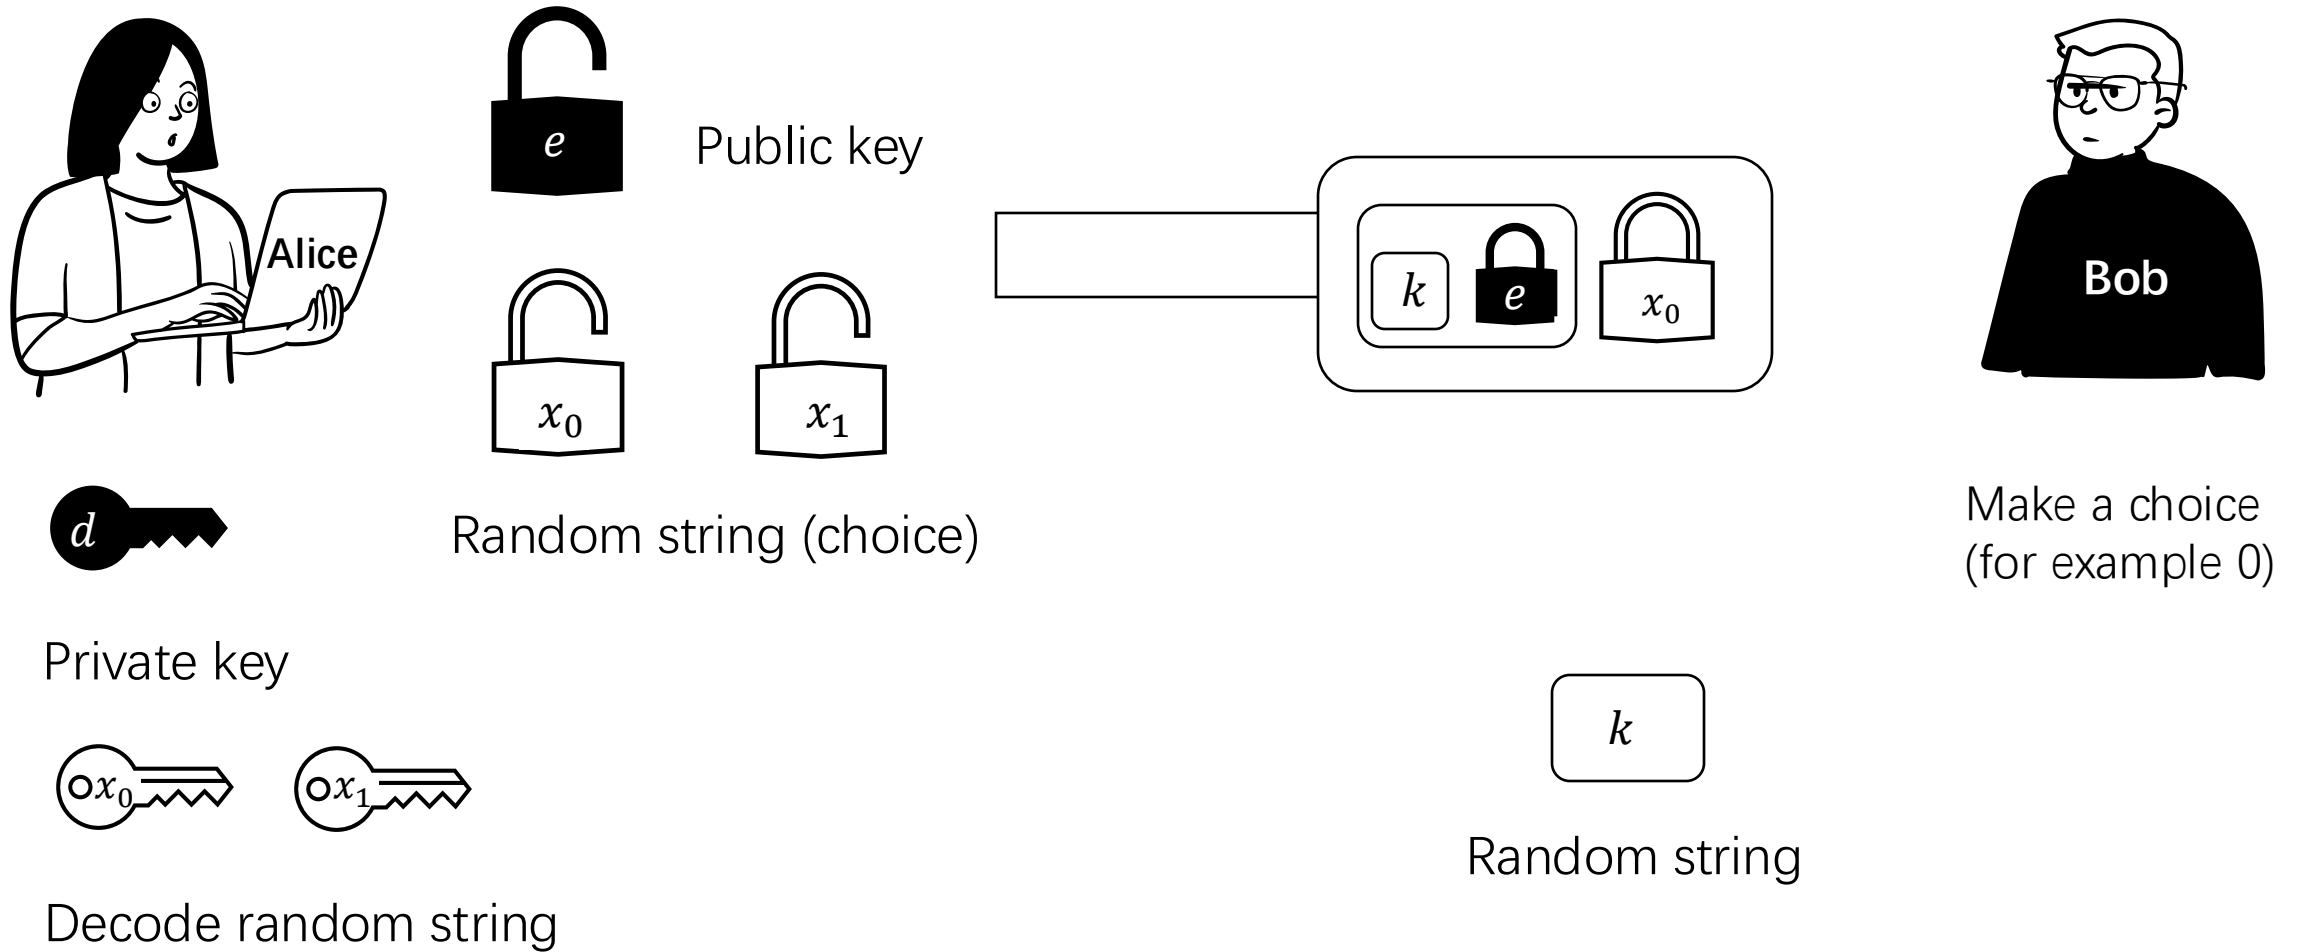 e
Public key
Alice
k
e
x₀
Bob
x₀
x₁
d
Random string (choice)
Make a choice
(for example 0)
Private key
k
x₀
x₁
Random string
Decode random string